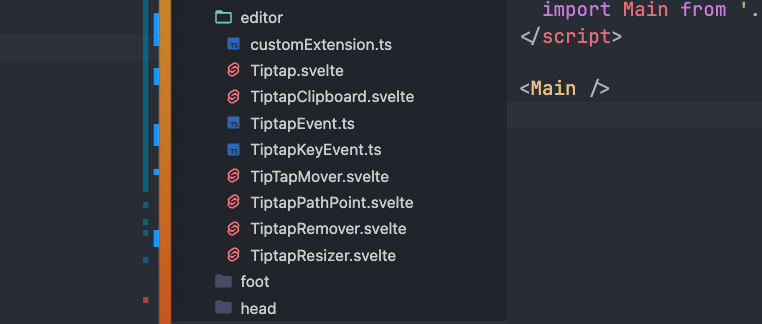 editor
customExtension.ts
Tiptap.svelte
TiptapClipboard.svelte
TiptapEvent.ts
TiptapKeyEvent.ts
TipTapMover.svelte
TiptapPathPoint.svelte
TiptapRemover.svelte
TiptapResizer.svelte
foot
head
import Main from '.
</script>
<Main />